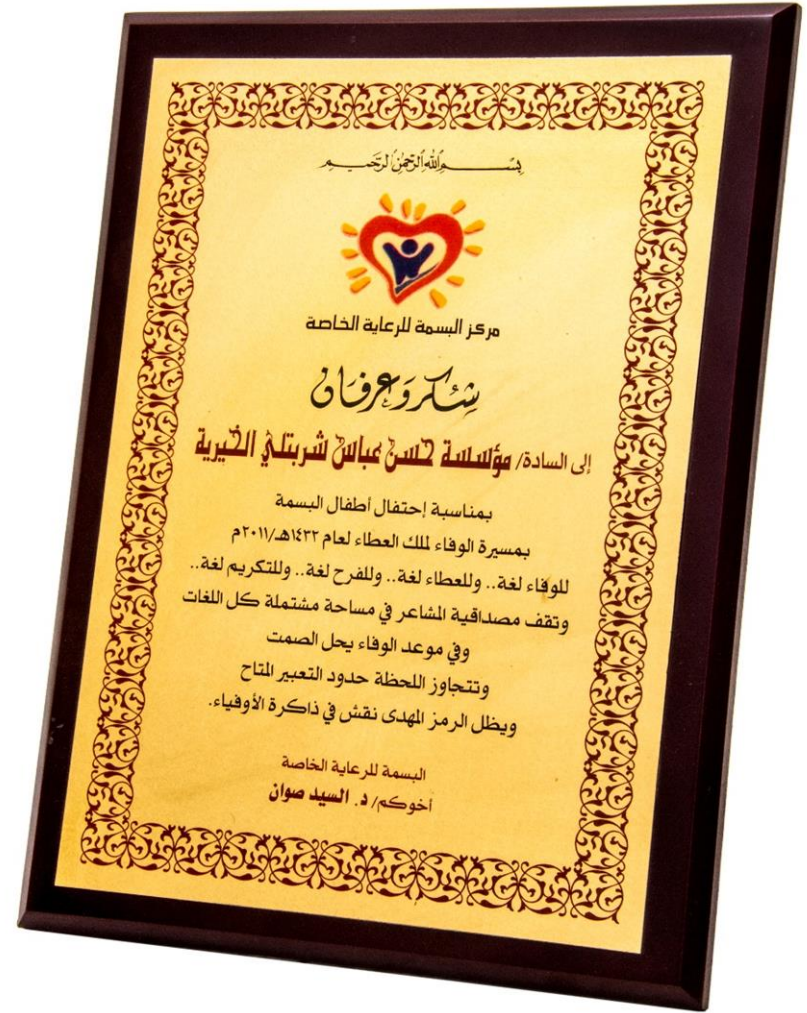 بسم الله الرحمن الرحيم
مركز البسمة للرعاية الخاصة
شكر وعرفان
إلى السادة/ مؤسسة حسن عباس شربتلي الخيرية
بمناسبة إحتفال أطفال البسمة
بمسيرة الوفاء لملك العطاء لعام ١٤٣٢هـ/٢٠١١م
للوفاء لغة.. وللعطاء لغة.. وللفرح لغة.. وللتكريم لغة..
وتقف مصداقية المشاعر في مساحة مشتملة كل اللغات
وفي موعد الوفاء يحل الصمت
وتتجاوز اللحظة حدود التعبير المتاح
ويظل الرمز المهدى نقش في ذاكرة الأوفياء.
البسمة للرعاية الخاصة
أخوكم/ د. السيد صوان